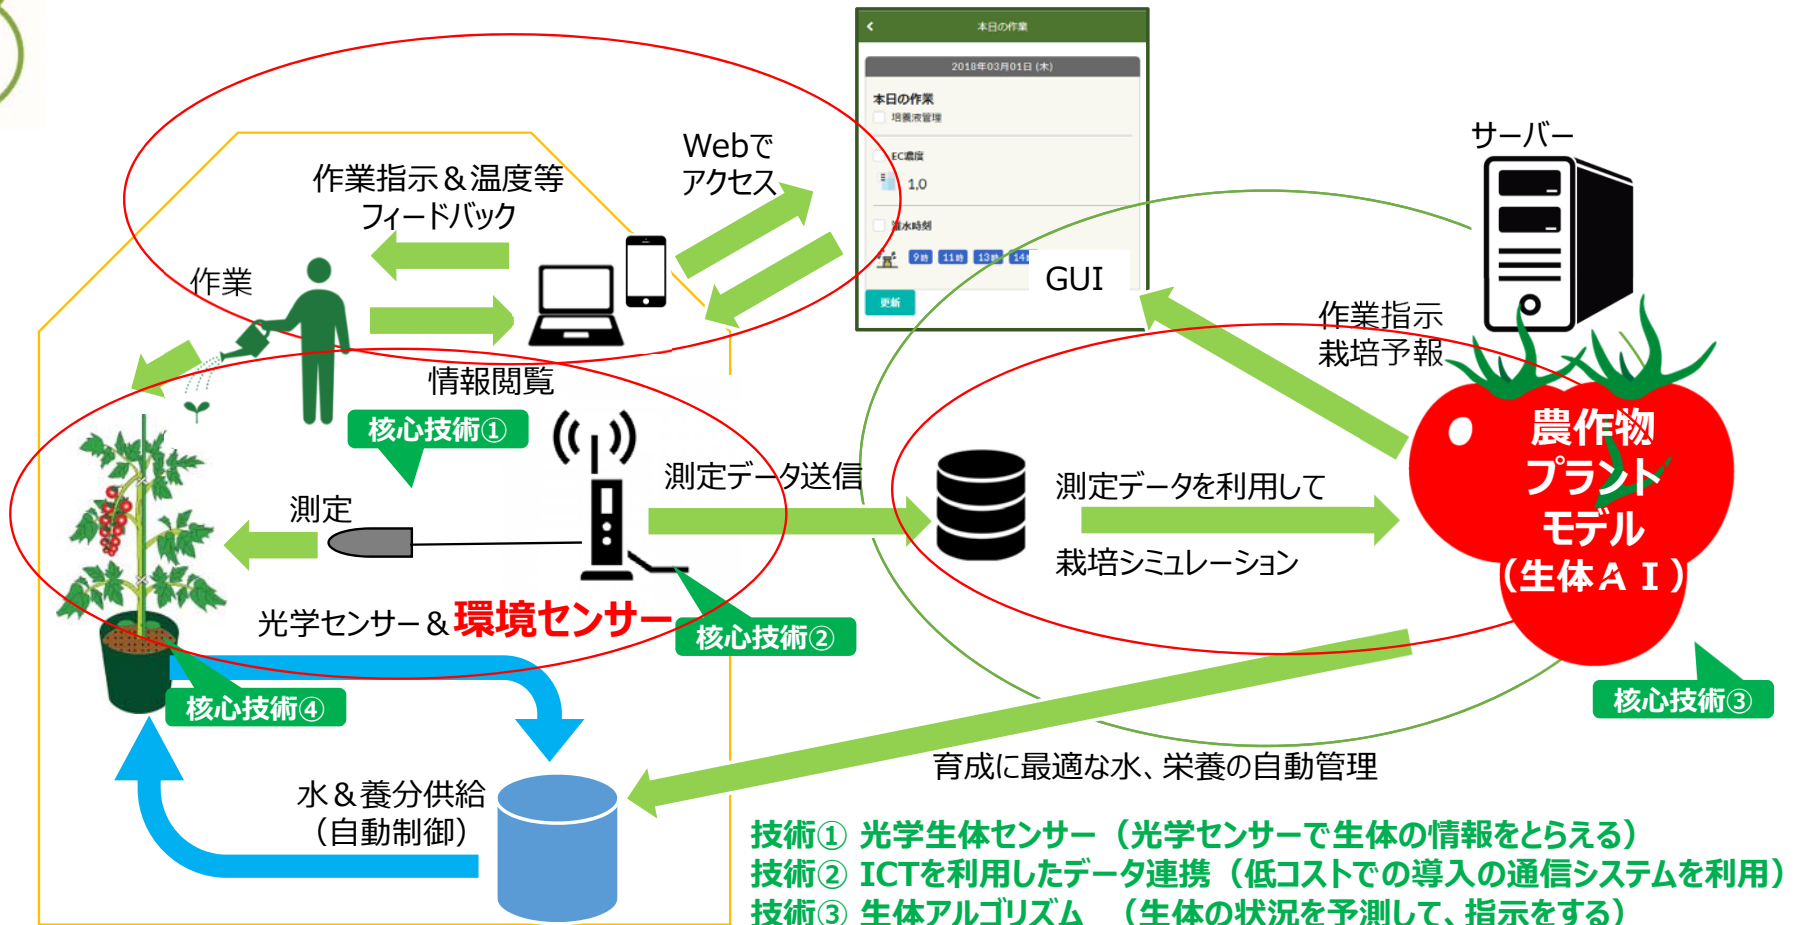 本日の作業
2018年03月01日 (木)
本日の作業
培養液管理
EC濃度
1.0
灌水時刻
9時 11時 13時
GUI
更新
Webで
アクセス
サーバー
作業指示＆温度等
フィードバック
作業
情報閲覧
作業指示
栽培予報
核心技術①
測定
測定データ送信
測定データを利用して
栽培シミュレーション
農作物
プラント
モデル
（生体ＡＩ）
光学センサー＆環境センサー
核心技術②
核心技術④
核心技術③
育成に最適な水、栄養の自動管理
水＆養分供給
（自動制御）
技術① 光学生体センサー（光学センサーで生体の情報をとらえる）
技術② ICTを利用したデータ連携（低コストでの導入の通信システムを利用）
技術③ 生体アルゴリズム （生体の状況を予測して、指示をする）